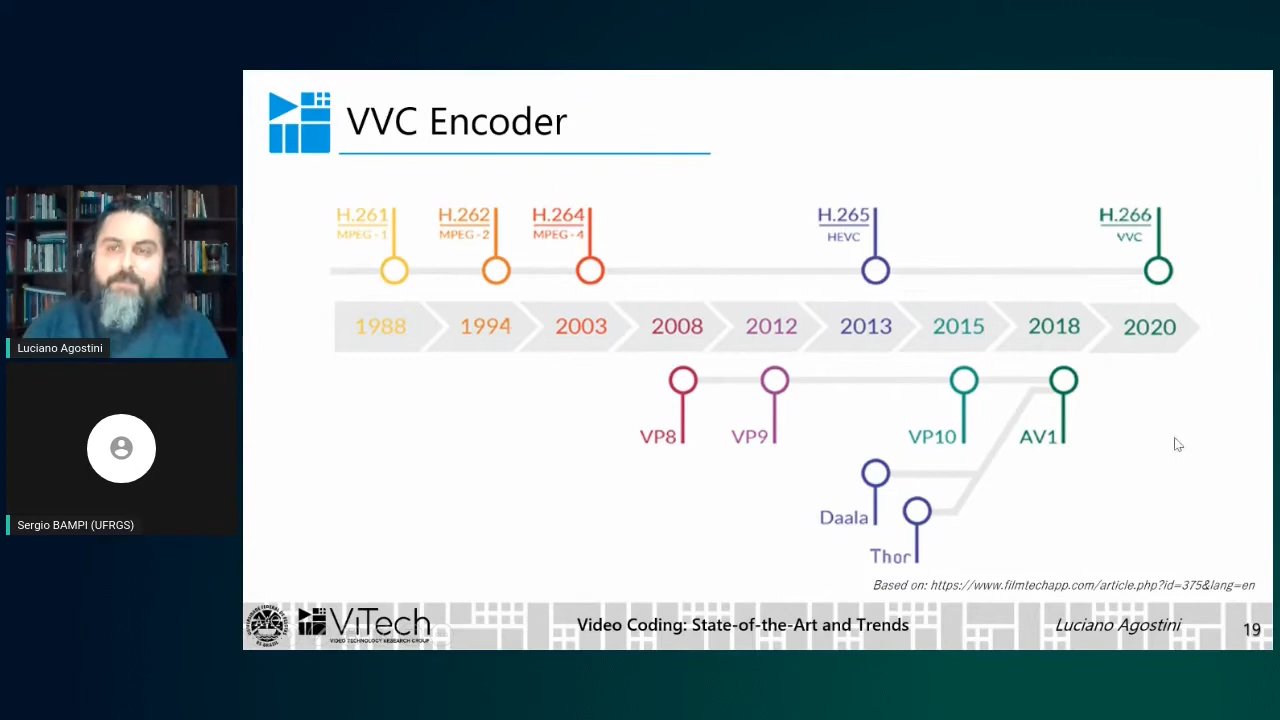 VVC Encoder
H.261
MPEG-1
H.262
MPEG-2
H.264
MPEG-4
H.265
HEVC
H.266
VVC
1988
1994
2003
2008
2012
2013
2015
2018
2020
VP8
VP9
VP10
AV1
Daala
Thor
Based on: https://www.filmtechapp.com/article.php?id=375&lang=en
ViTech
VIDEO TECHNOLOGY RESEARCH GROUP
Video Coding: State-of-the-Art and Trends
Luciano Agostini
19
Luciano Agostini
Sergio BAMPI (UFRGS)